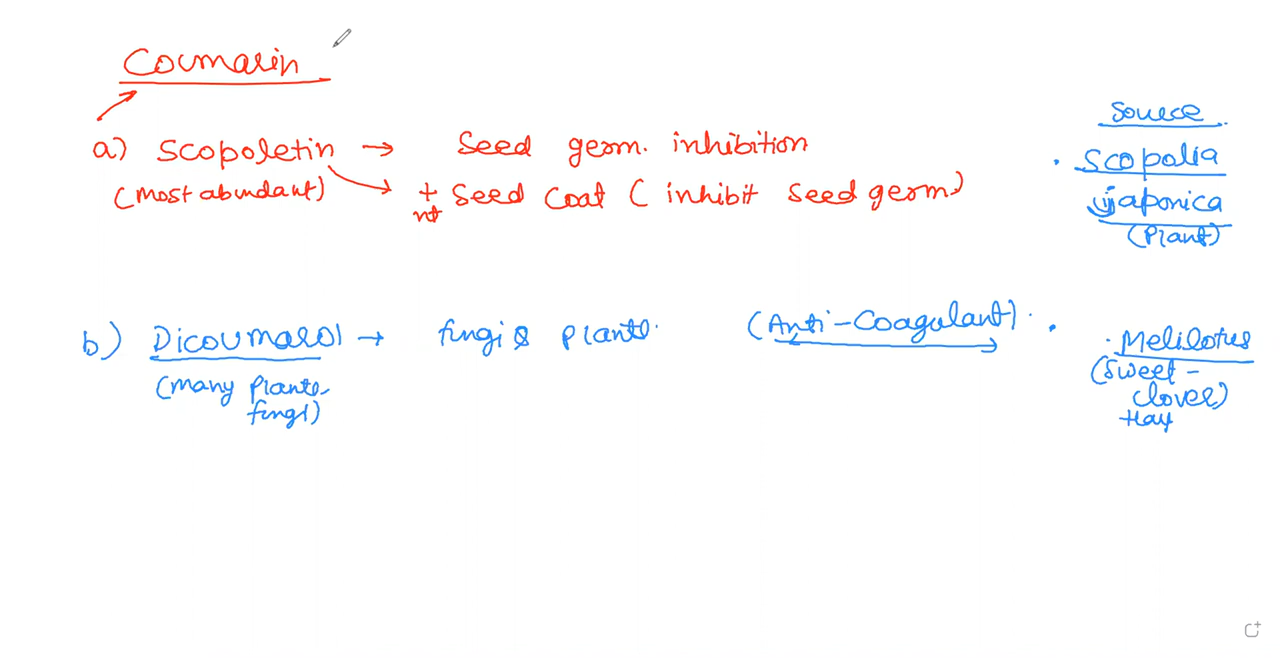 Coumarin
Source
a) Scopoletin → Seed germ. inhibition
(most abundant)
+nt Seed Coat (inhibit seed germ)
. Scopolia
japonica
(Plant)
b) Dicoumarol → fungi & plants. (Anti-Coagulant).
(many plants fungi)
. Melilotus
(Sweet-
clover)
Hay